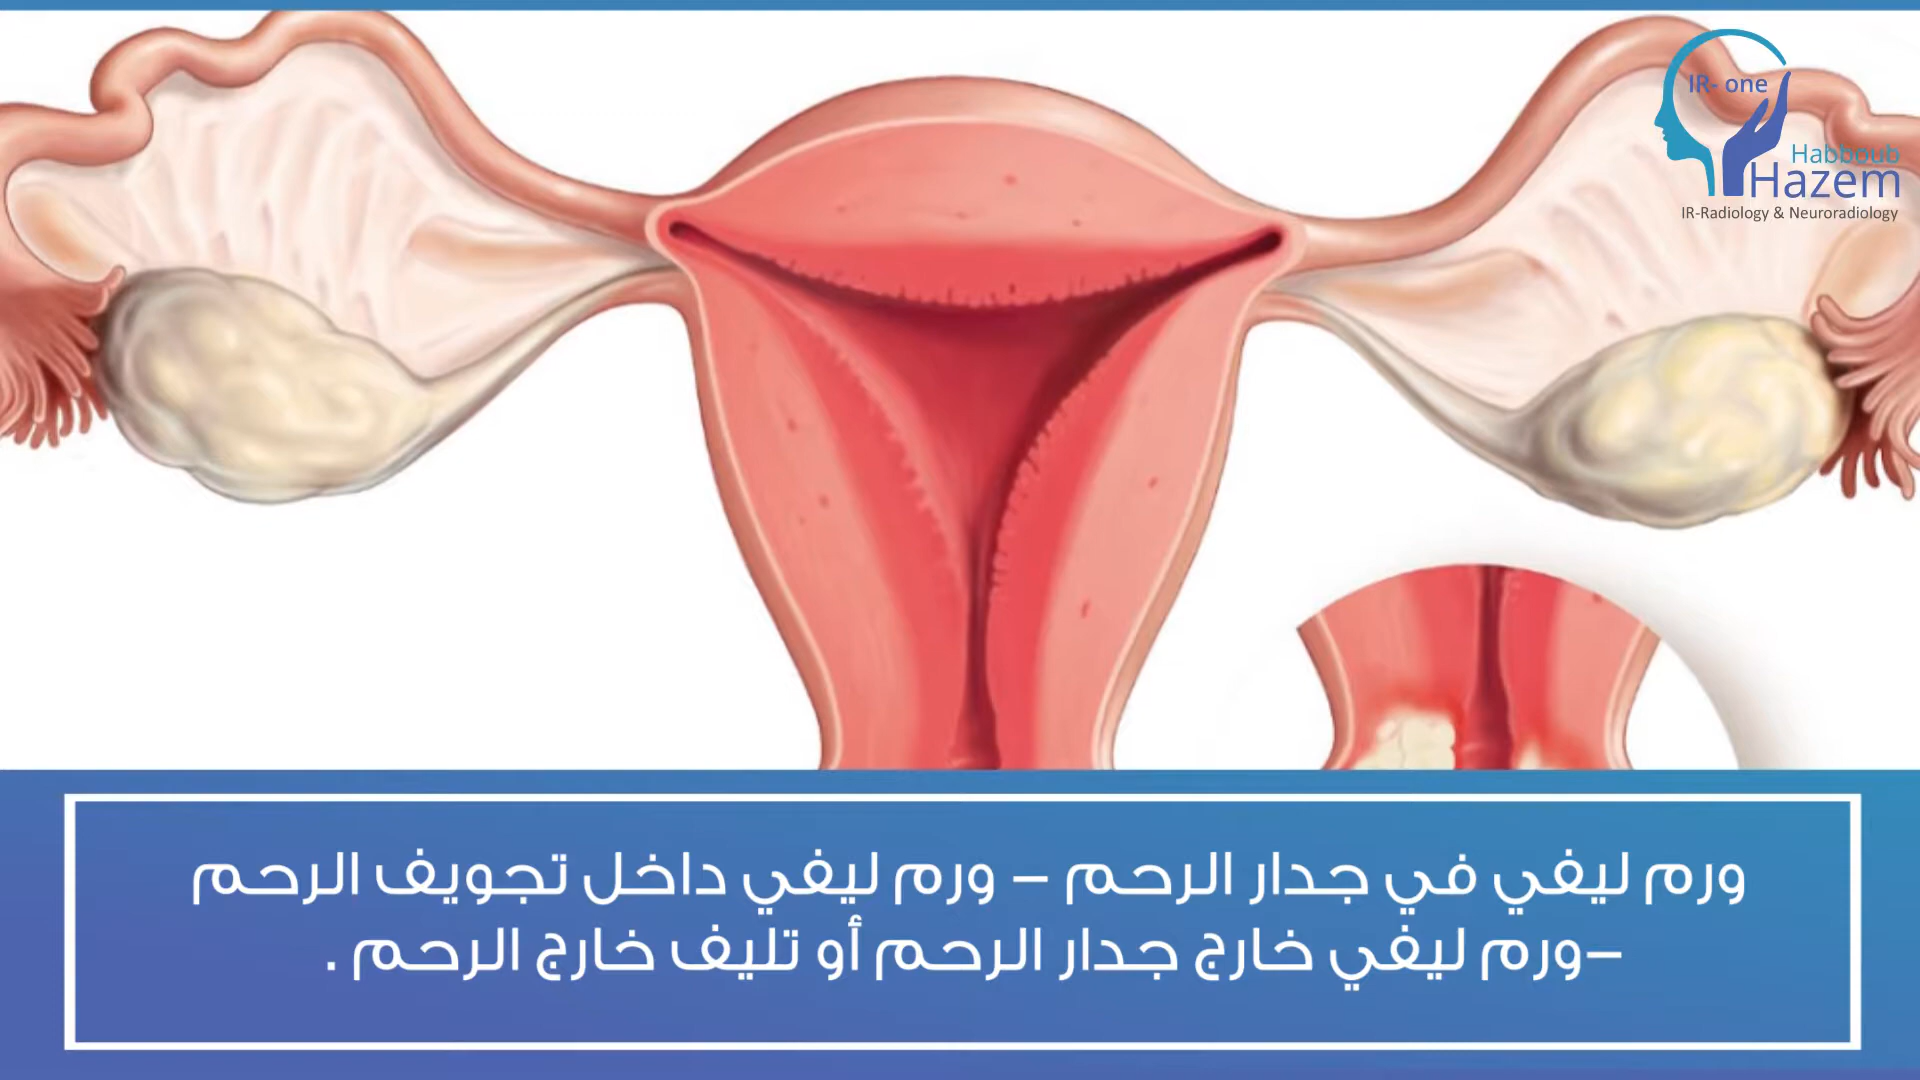 IR- one
Habboub
Hazem
IR-Radiology & Neuroradiology
ورم ليفي في جدار الرحم – ورم ليفي داخل تجويف الرحم
–ورم ليفي خارج جدار الرحم أو تليف خارج الرحم .